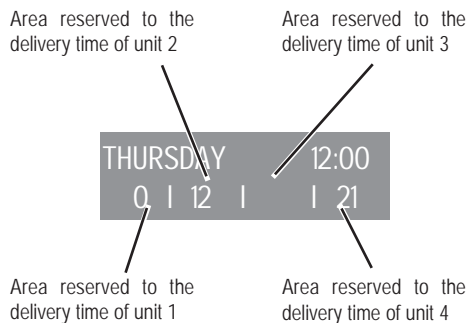 Area reserved to the
delivery time of unit 2
Area reserved to the
delivery time of unit 3
THURSDAY 12:00
0 I 12 I I 21
Area reserved to the
delivery time of unit 1
Area reserved to the
delivery time of unit 4